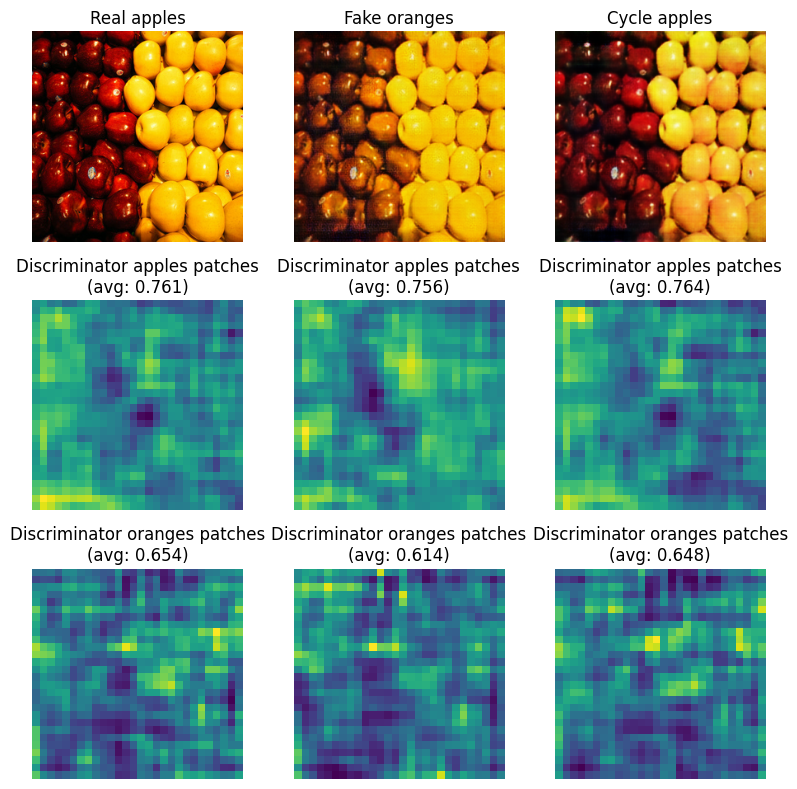 Real apples
Fake oranges
Cycle apples
Discriminator apples patches
(avg: 0.761)
Discriminator apples patches
(avg: 0.756)
Discriminator apples patches
(avg: 0.764)
Discriminator oranges patches
(avg: 0.654)
Discriminator oranges patches
(avg: 0.614)
Discriminator oranges patches
(avg: 0.648)